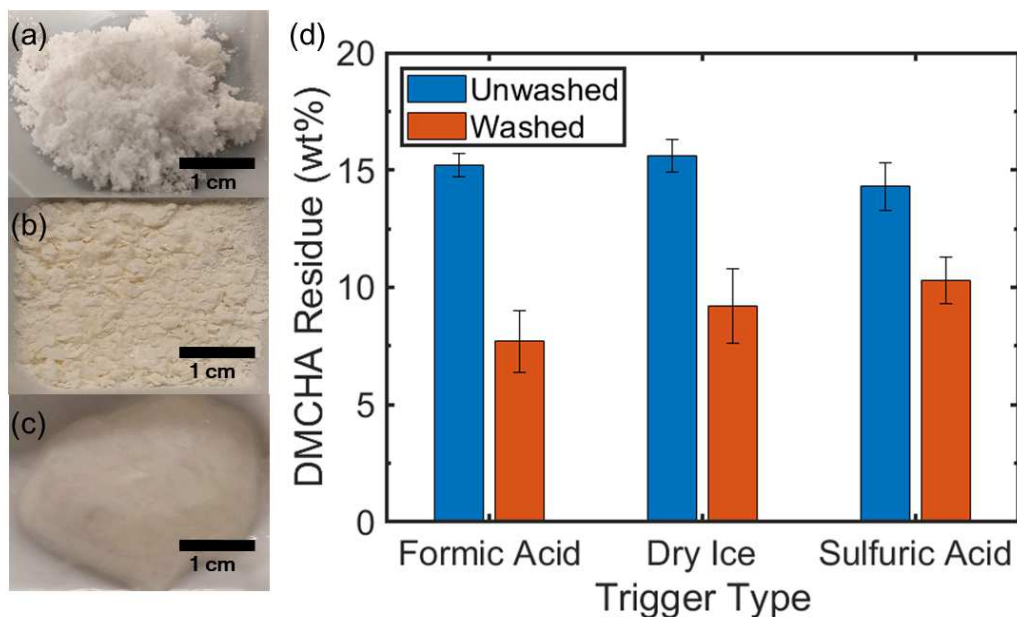 (a)
1 cm
(b)
1 cm
(c)
1 cm
(d)
20
15
10
5
0
DMCHA Residue (wt%)
Unwashed
Washed
Formic Acid
Dry Ice
Sulfuric Acid
Trigger Type